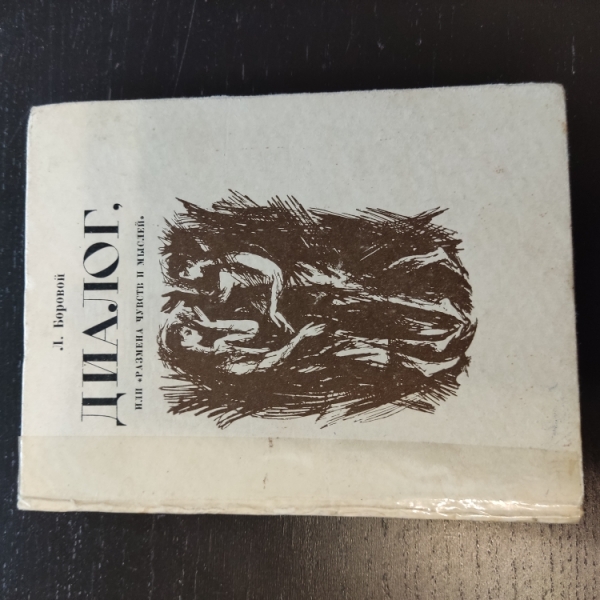 Л. Боровой
ДИАЛОГ,
ИЛИ «РАЗМЕНА ЧУВСТВ И МЫСЛЕЙ»